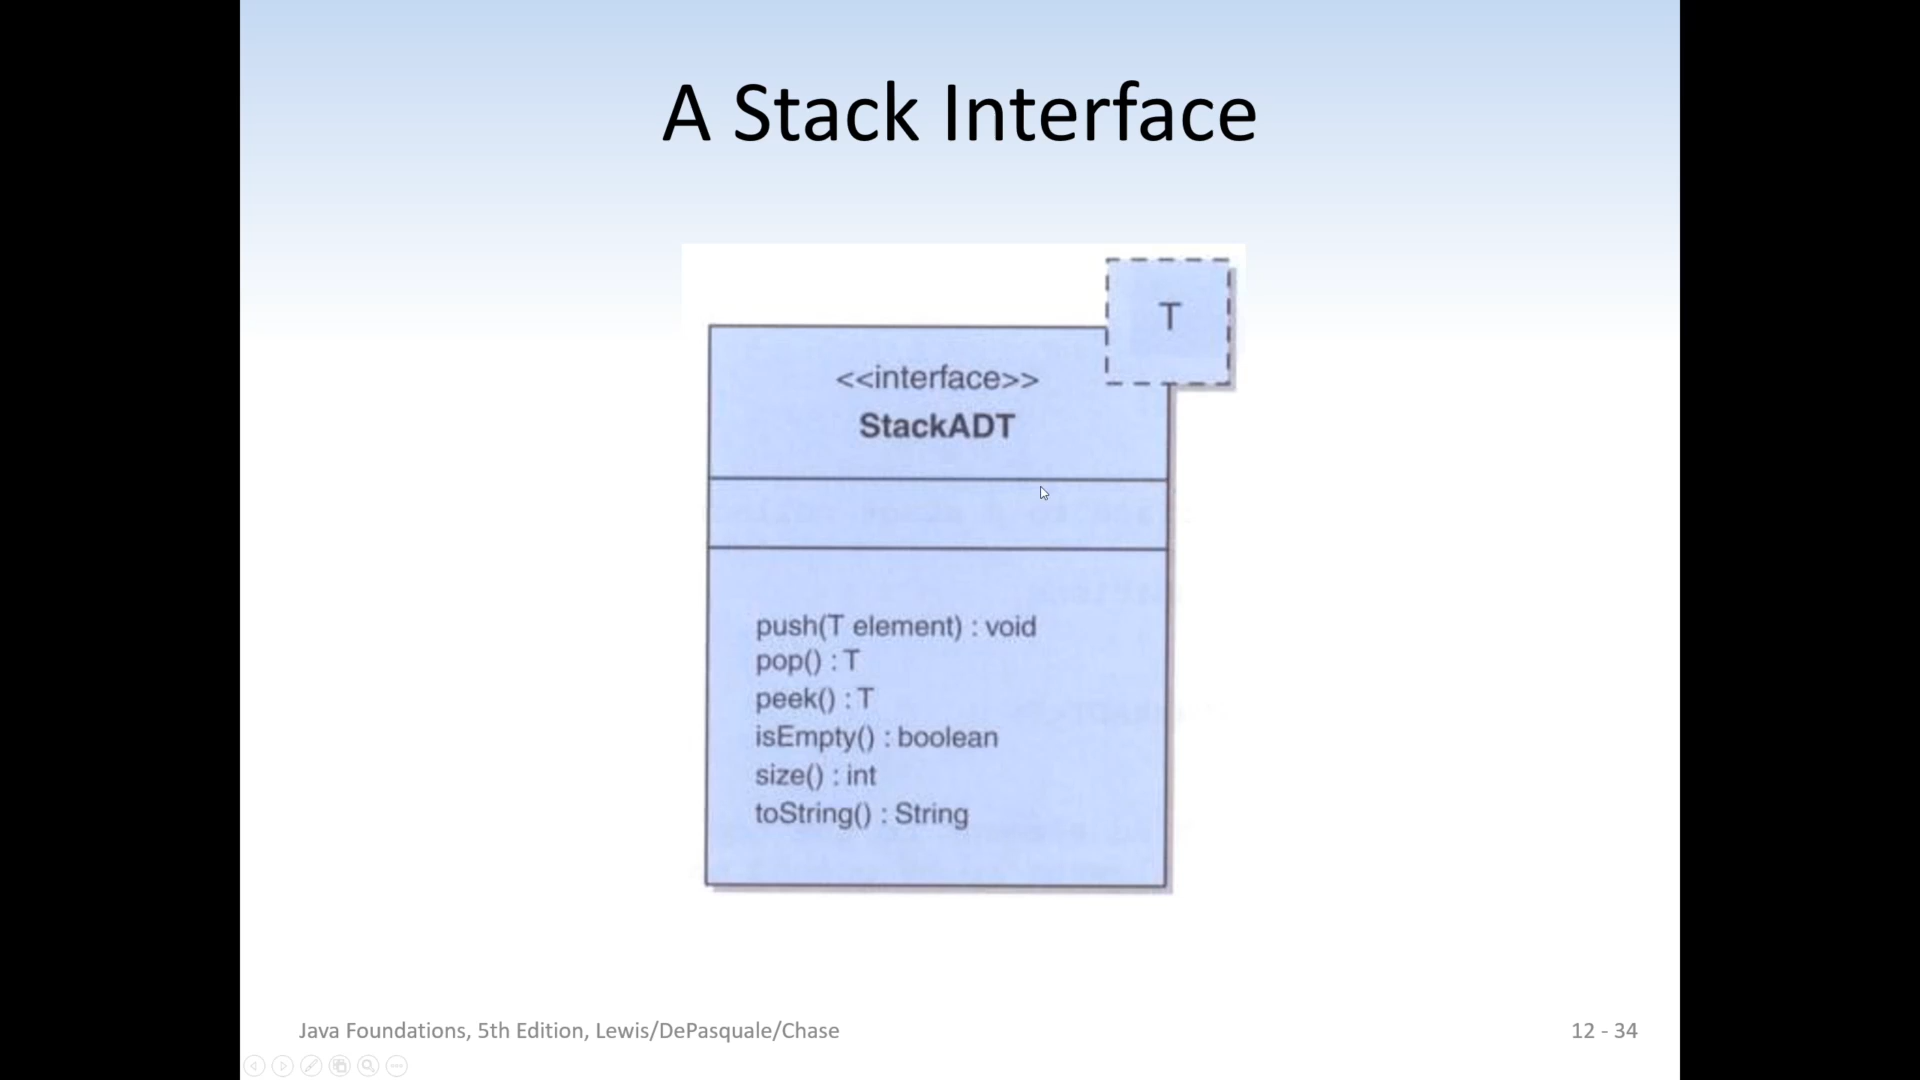 A Stack Interface
T
<<interface>>
StackADT
push(T element) : void
pop() : T
peek() : T
isEmpty() : boolean
size() : int
toString() : String
Java Foundations, 5th Edition, Lewis/DePasquale/Chase
12 - 34